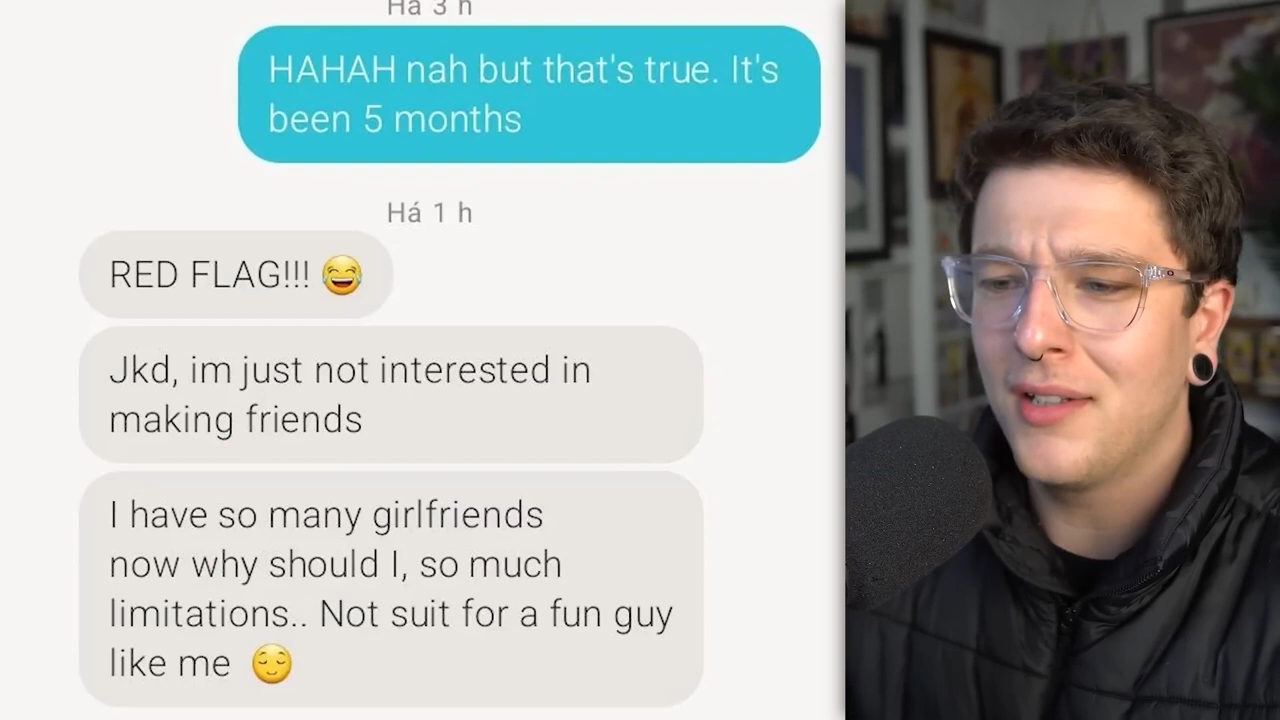 Há 3 h
HAHAH nah but that's true. It's
been 5 months
Há 1 h
RED FLAG!!! 😂
Jkd, im just not interested in
making friends
I have so many girlfriends
now why should I, so much
limitations.. Not suit for a fun guy
like me 😌